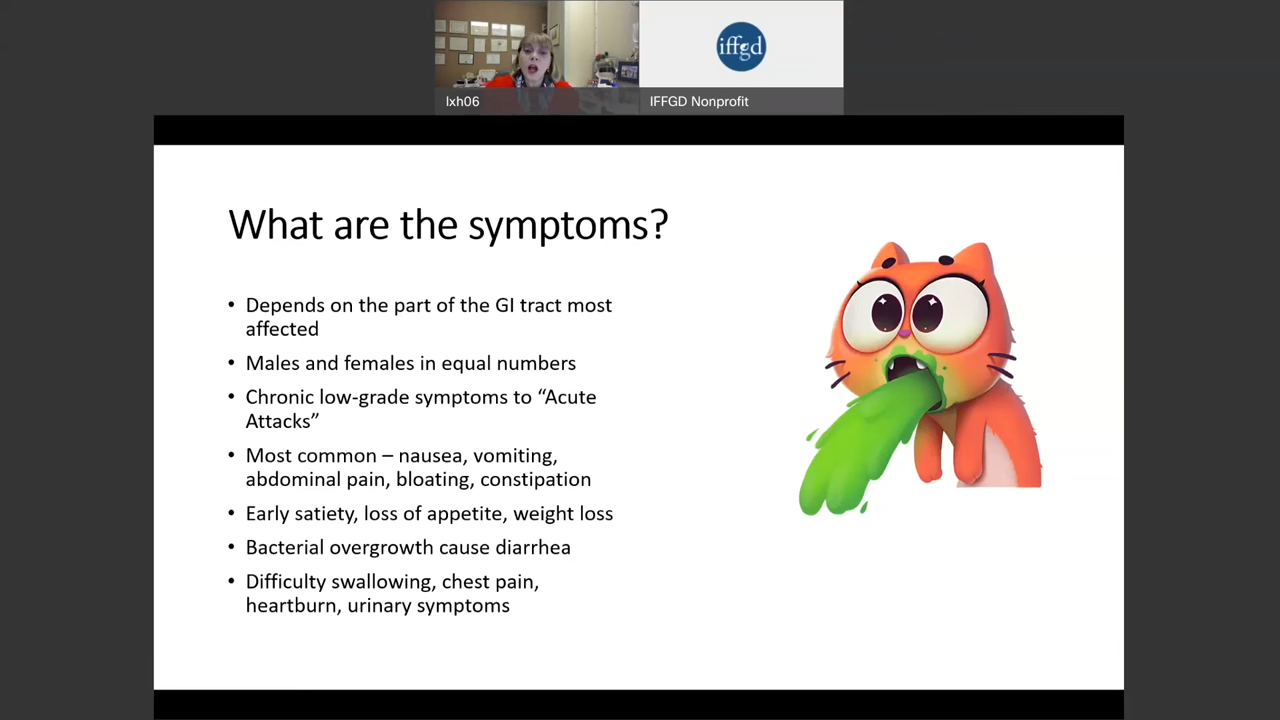 iffgd
lxh06
IFFGD Nonprofit
What are the symptoms?
• Depends on the part of the GI tract most
affected
• Males and females in equal numbers
• Chronic low-grade symptoms to “Acute
Attacks”
• Most common – nausea, vomiting,
abdominal pain, bloating, constipation
• Early satiety, loss of appetite, weight loss
• Bacterial overgrowth cause diarrhea
• Difficulty swallowing, chest pain,
heartburn, urinary symptoms